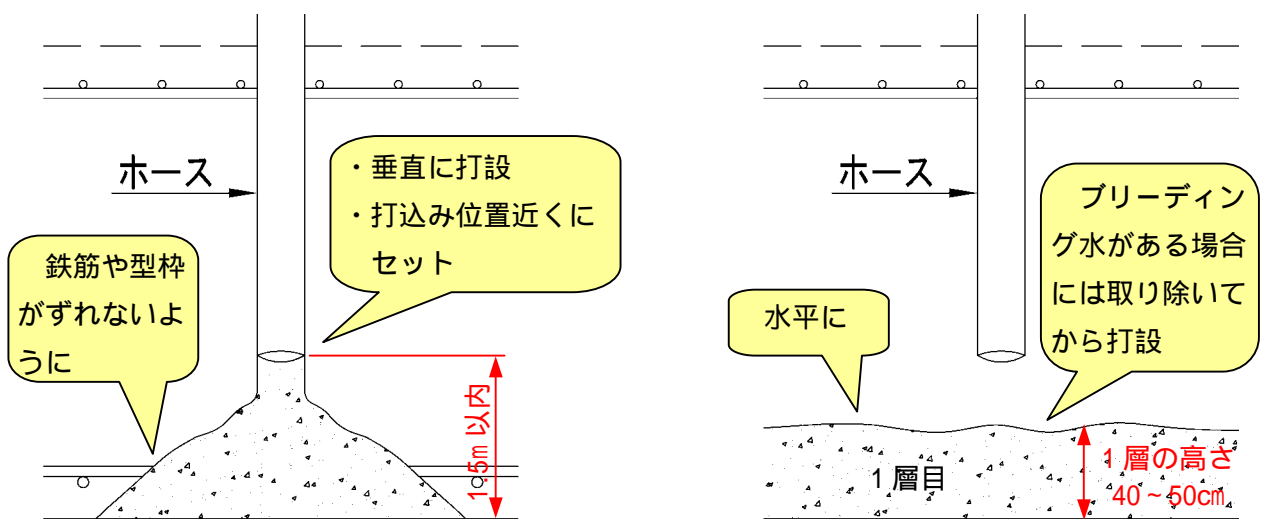 ホース
・垂直に打設
・打込み位置近くに
セット
鉄筋や型枠
がずれないよ
うに
1.5m 以内
ホース
ブリーディン
グ水がある場合
には取り除いて
から打設
水平に
1層目
1層の高さ
40～50㎝